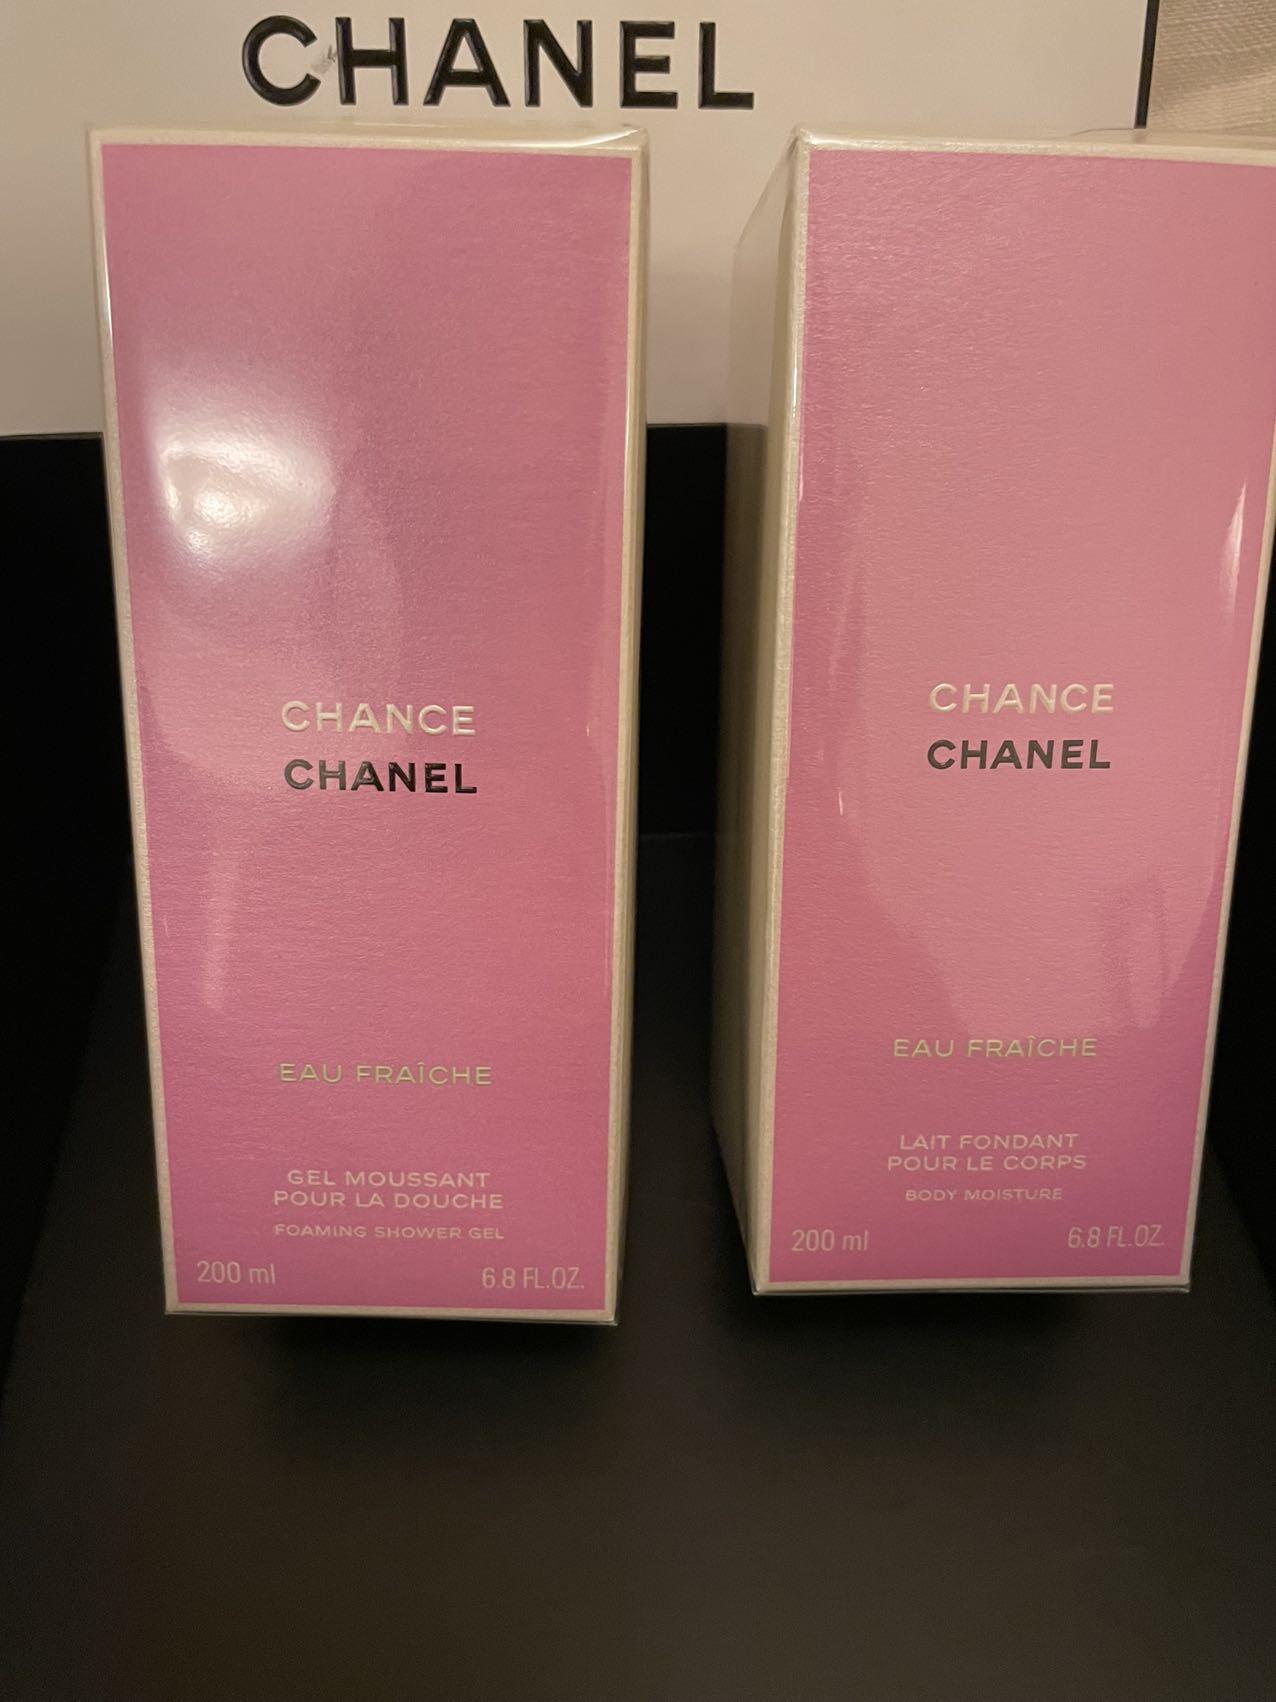 CHANEL
CHANCE
CHANEL
EAU FRAÎCHE
GEL MOUSSANT
POUR LA DOUCHE
FOAMING SHOWER GEL
200 ml 6.8 FL.OZ.
CHANCE
CHANEL
EAU FRAÎCHE
LAIT FONDANT
POUR LE CORPS
BODY MOISTURE
200 ml 6.8 FL.OZ.